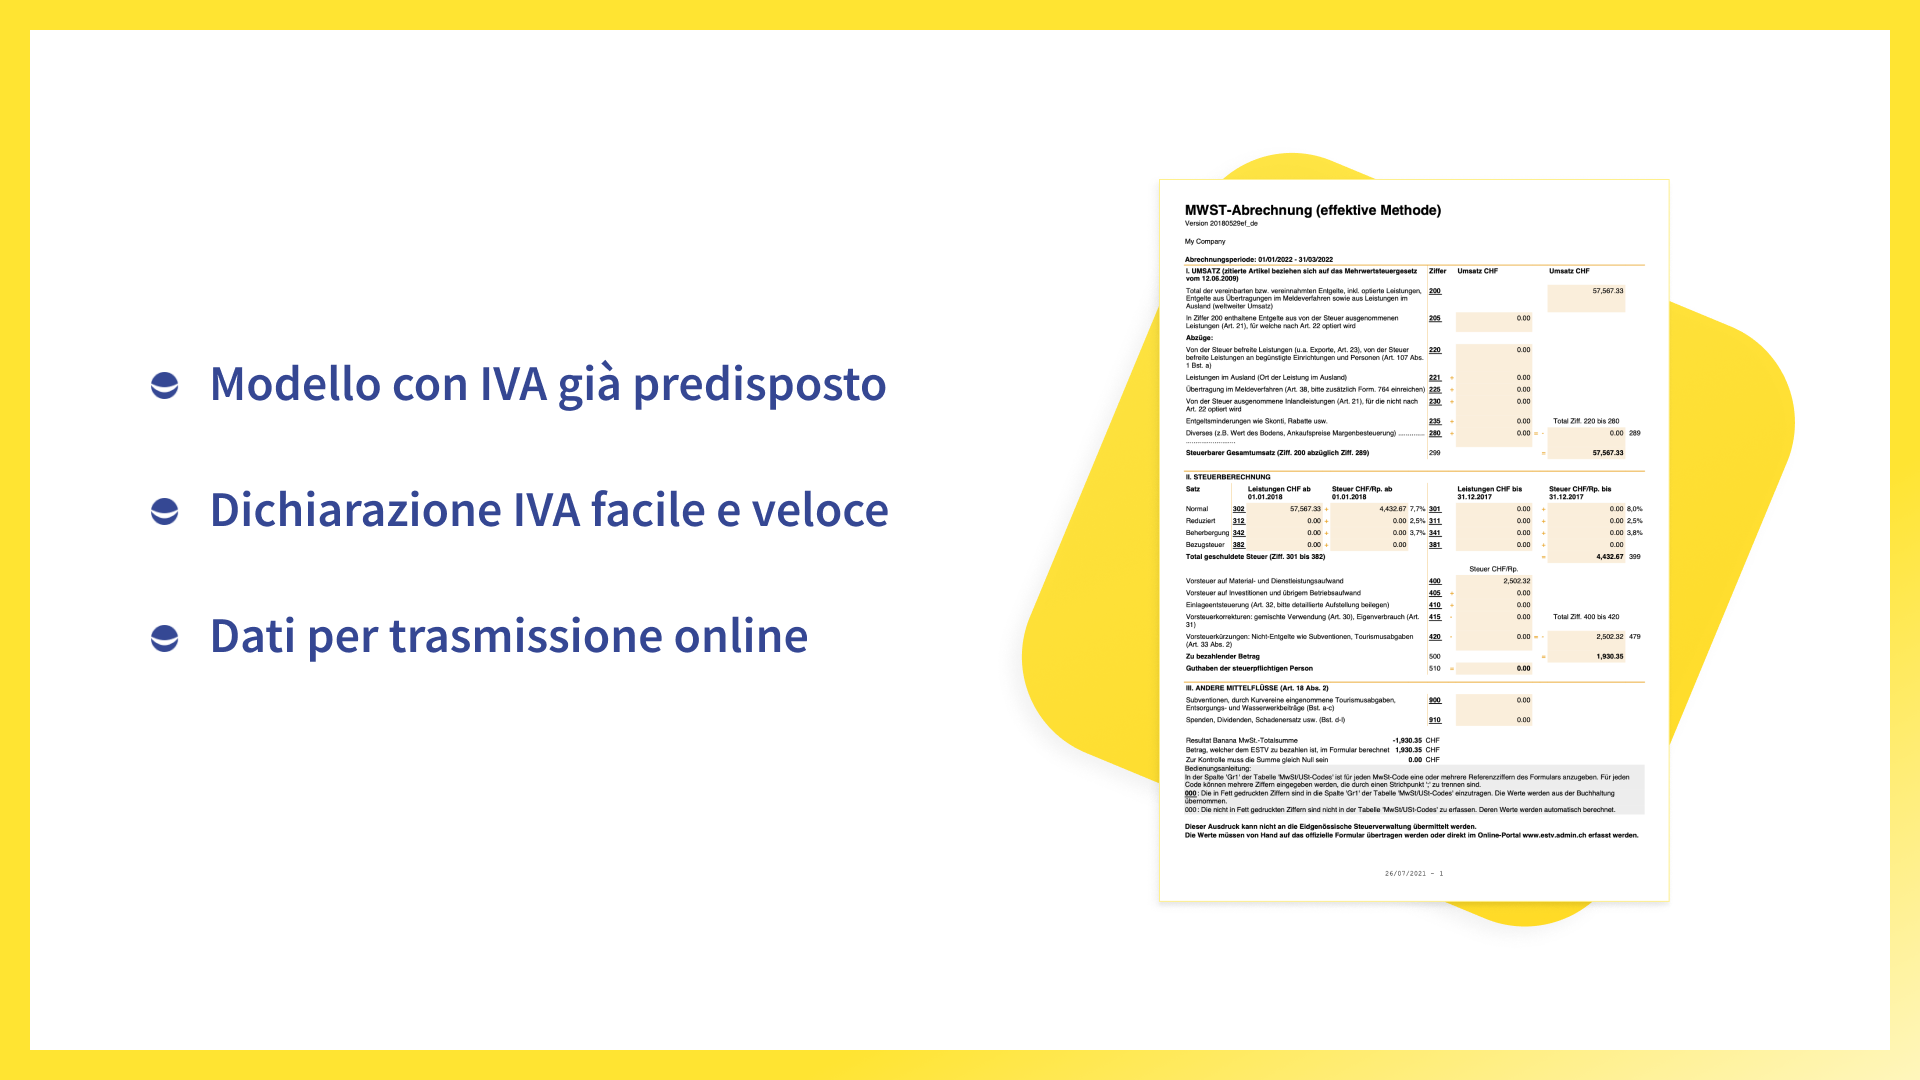 Modello con IVA già predisposto
Dichiarazione IVA facile e veloce
Dati per trasmissione online
MWST-Abrechnung (effektive Methode)
Version 20180529ef_de
My Company
Abrechnungsperiode: 01/01/2022 - 31/03/2022
I. UMSATZ (zitierte Artikel beziehen sich auf das Mehrwertsteuergesetz Ziffer Umsatz CHF Umsatz CHF
vom 12.06.2009)
Total der vereinbarten bzw. vereinnahmten Entgelte, inkl. optierte Leistungen, 200 57,567.33
Entgelte aus Übertragungen im Meldeverfahren sowie aus Leistungen im
Ausland (weltweiter Umsatz)
In Ziffer 200 enthaltene Entgelte aus von der Steuer ausgenommenen 205 0.00
Leistungen (Art. 21), für welche nach Art. 22 optiert wird
Abzüge:
Von der Steuer befreite Leistungen (u.a. Exporte, Art. 23), von der Steuer 220 0.00
befreite Leistungen an begünstigte Einrichtungen und Personen (Art. 107 Abs.
1 Bst. a)
Leistungen im Ausland (Ort der Leistung im Ausland) 221 + 0.00
Übertragung im Meldeverfahren (Art. 38, bitte zusätzlich Form. 764 einreichen) 225 + 0.00
Von der Steuer ausgenommene Inlandleistungen (Art. 21), für die nicht nach 230 + 0.00
Art. 22 optiert wird
Entgeltsminderungen wie Skonti, Rabatte usw. 235 + 0.00 Total Ziff. 220 bis 280
Diverses (z.B. Wert des Bodens, Ankaufspreise Margenbesteuerung) ............. 280 + 0.00 = - 0.00 289
........................
Steuerbarer Gesamtumsatz (Ziff. 200 abzüglich Ziff. 289) 299 = 57,567.33
II. STEUERBERECHNUNG
Satz Leistungen CHF ab Steuer CHF/Rp. ab Leistungen CHF bis Steuer CHF/Rp. bis
01.01.2018 01.01.2018 31.12.2017 31.12.2017
Normal 302 57,567.33 + 4,432.67 7,7% 301 0.00 + 0.00 8,0%
Reduziert 312 0.00 + 0.00 2,5% 311 0.00 + 0.00 2,5%
Beherbergung 342 0.00 + 0.00 3,7% 341 0.00 + 0.00 3,8%
Bezugsteuer 382 0.00 + 0.00 381 0.00 + 0.00
Total geschuldete Steuer (Ziff. 301 bis 382) = 4,432.67 399
Steuer CHF/Rp.
Vorsteuer auf Material- und Dienstleistungsaufwand 400 2,502.32
Vorsteuer auf Investitionen und übrigem Betriebsaufwand 405 + 0.00
Einlageentsteuerung (Art. 32, bitte detaillierte Aufstellung beilegen) 410 + 0.00
Vorsteuerkorrekturen: gemischte Verwendung (Art. 30), Eigenverbrauch (Art. 415 - 0.00 Total Ziff. 400 bis 420
31)
Vorsteuerkürzungen: Nicht-Entgelte wie Subventionen, Tourismusabgaben 420 - 0.00 = - 2,502.32 479
(Art. 33 Abs. 2)
Zu bezahlender Betrag 500 = 1,930.35
Guthaben der steuerpflichtigen Person 510 = 0.00
III. ANDERE MITTELFLÜSSE (Art. 18 Abs. 2)
Subventionen, durch Kurvereine eingenommene Tourismusabgaben, 900 0.00
Entsorgungs- und Wasserwerkbeiträge (Bst. a-c)
Spenden, Dividenden, Schadenersatz usw. (Bst. d-l) 910 0.00
Resultat Banana MwSt.-Totalsumme -1,930.35 CHF
Betrag, welcher dem ESTV zu bezahlen ist, im Formular berechnet 1,930.35 CHF
Zur Kontrolle muss die Summe gleich Null sein 0.00 CHF
Bedienungsanleitung:
In der Spalte 'Gr1' der Tabelle 'MwSt/USt-Codes' ist für jeden MwSt-Code eine oder mehrere Referenzziffern des Formulars anzugeben. Für jeden
Code können mehrere Ziffern eingegeben werden, die durch einen Strichpunkt ';' zu trennen sind.
000: Die in Fett gedruckten Ziffern sind in die Spalte 'Gr1' der Tabelle 'MwSt/USt-Codes' einzutragen. Die Werte werden aus der Buchhaltung
übernommen.
000: Die nicht in Fett gedruckten Ziffern sind nicht in der Tabelle 'MwSt/USt-Codes' zu erfassen. Deren Werte werden automatisch berechnet.
Dieser Ausdruck kann nicht an die Eidgenössische Steuerverwaltung übermittelt werden.
Die Werte müssen von Hand auf das offizielle Formular übertragen werden oder direkt im Online-Portal www.estv.admin.ch erfasst werden.
26/07/2021 - 1